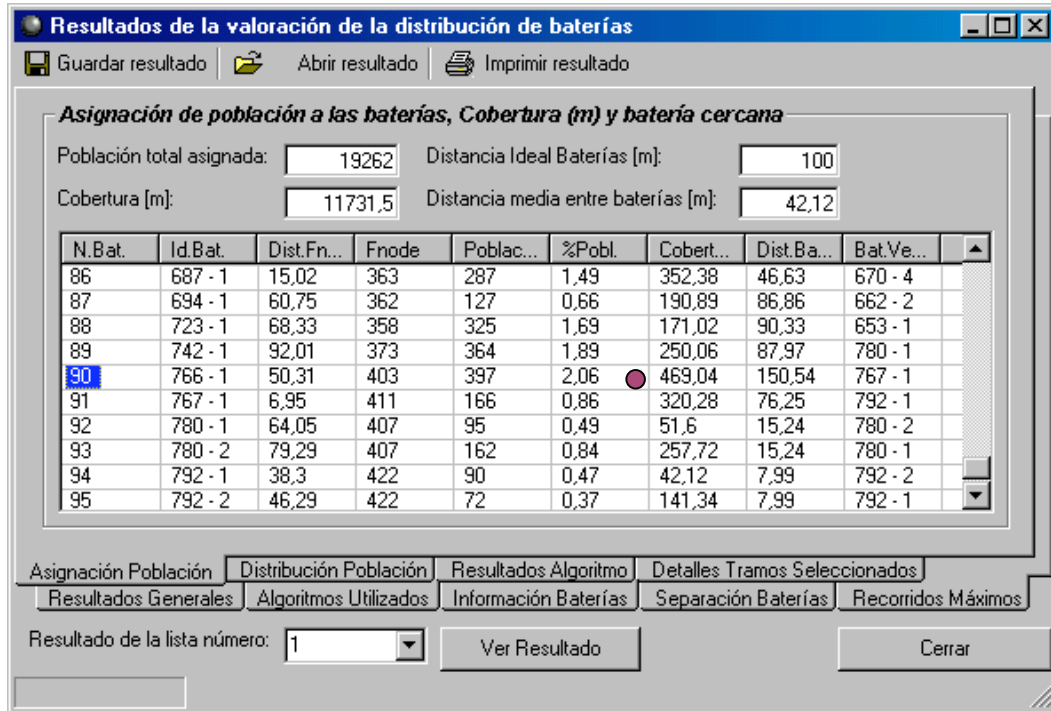 Resultados de la valoración de la distribución de baterías
Guardar resultado Abrir resultado Imprimir resultado
Asignación de población a las baterías, Cobertura (m) y batería cercana
Población total asignada: 19262 Distancia Ideal Baterías [m]: 100
Cobertura [m]: 11731,5 Distancia media entre baterías [m]: 42,12
N.Bat. Id.Bat. Dist.Fn... Fnode Poblac... %Pobl. Cobert... Dist.Ba... Bat.Ve...
86 687 - 1 15,02 363 287 1,49 352,38 46,63 670 - 4
87 694 - 1 60,75 362 127 0,66 190,89 86,86 662 - 2
88 723 - 1 68,33 358 325 1,69 171,02 90,33 653 - 1
89 742 - 1 92,01 373 364 1,89 250,06 87,97 780 - 1
90 766 - 1 50,31 403 397 2,06 469,04 150,54 767 - 1
91 767 - 1 6,95 411 166 0,86 320,28 76,25 792 - 1
92 780 - 1 64,05 407 95 0,49 51,6 15,24 780 - 2
93 780 - 2 79,29 407 162 0,84 257,72 15,24 780 - 1
94 792 - 1 38,3 422 90 0,47 42,12 7,99 792 - 2
95 792 - 2 46,29 422 72 0,37 141,34 7,99 792 - 1
Asignación Población Distribución Población Resultados Algoritmo Detalles Tramos Seleccionados
Resultados Generales Algoritmos Utilizados Información Baterías Separación Baterías Recorridos Máximos
Resultado de la lista número: 1 Ver Resultado Cerrar